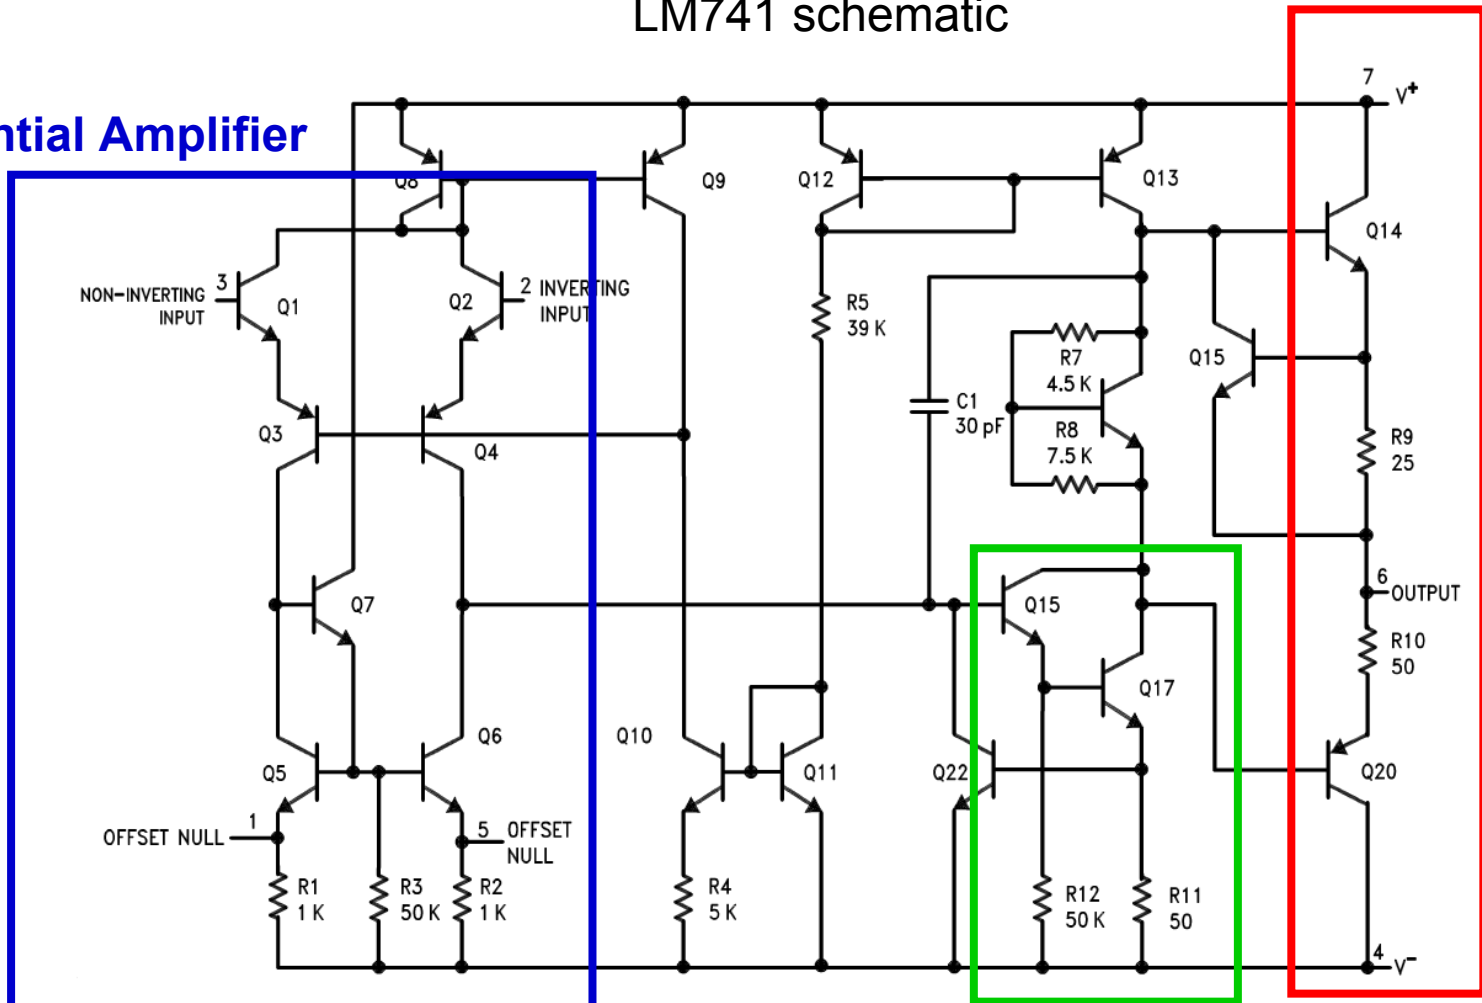 LM741 schematic
ntial Amplifier
7
V+
Q8
Q9
Q12
Q13
Q14
3
NON-INVERTING
INPUT
Q1
Q2
2 INVERTING
INPUT
R5
39 K
R7
4.5 K
Q15
C1
30 pF
R8
7.5 K
Q3
Q4
R9
25
Q7
Q15
6
OUTPUT
R10
50
Q17
Q5
Q6
Q10
Q11
Q22
Q20
OFFSET NULL
1
5 OFFSET
NULL
R1
1 K
R3
50 K
R2
1 K
R4
5 K
R12
50 K
R11
50
4
V-